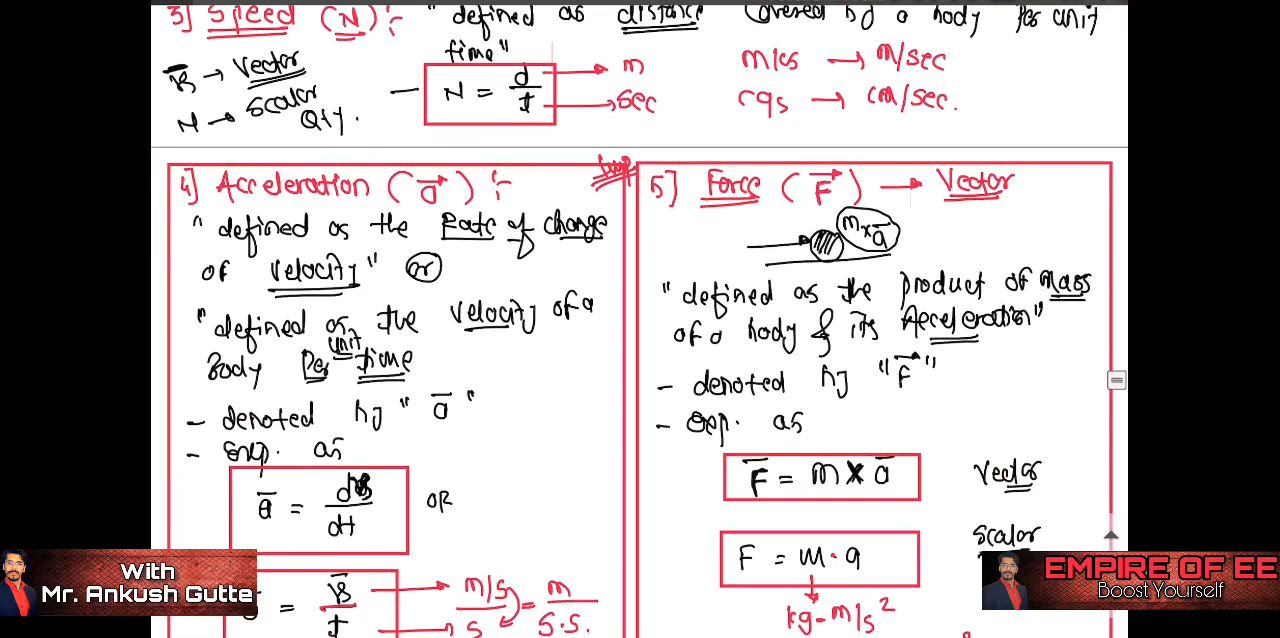 3] Speed (N) :- "defined as distance covered by a body per unit
time"
V̄ → Vector
N → Scalar
Qty.
N = d/t
→ m
→ sec
mks → m/sec
cgs → cm/sec.
4] Acceleration (a⃗) :-
Imp
"defined as the Rate of change
of velocity" or
"defined as the velocity of a
Body Per unit time
- denoted by "ā"
- exp. as
ā = dv̄/dt OR
= v̄/t
→ m/s
→ s
= m
s.s.
5] Force (F⃗) → Vector
m×ā
"defined as the product of mass
of a body & its Acceleration"
- denoted by "F⃗"
- exp. as
F̄ = m × ā Vector
Scalar
F = m · a
kg-m/s²
With
Mr. Ankush Gutte
EMPIRE OF EE
Boost Yourself